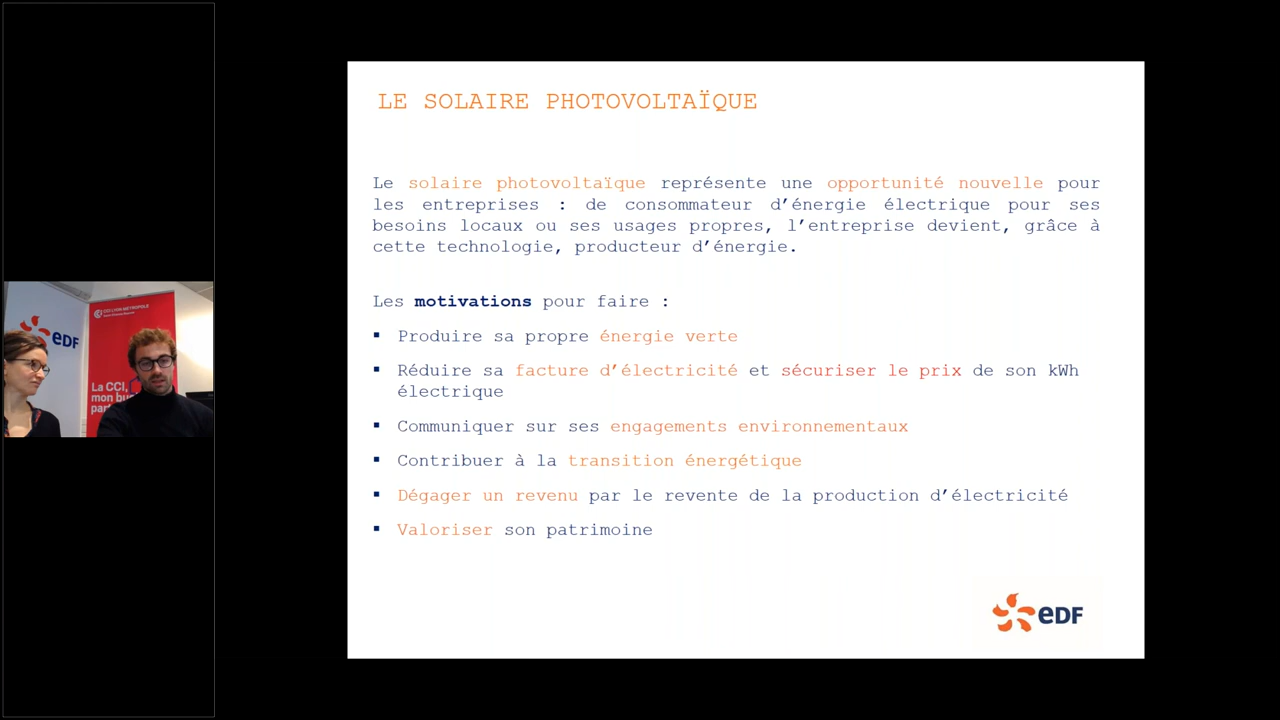 LE SOLAIRE PHOTOVOLTAÏQUE
Le solaire photovoltaïque représente une opportunité nouvelle pour
les entreprises : de consommateur d’énergie électrique pour ses
besoins locaux ou ses usages propres, l’entreprise devient, grâce à
cette technologie, producteur d’énergie.
Les motivations pour faire :
▪ Produire sa propre énergie verte
▪ Réduire sa facture d’électricité et sécuriser le prix de son kWh
électrique
▪ Communiquer sur ses engagements environnementaux
▪ Contribuer à la transition énergétique
▪ Dégager un revenu par le revente de la production d’électricité
▪ Valoriser son patrimoine
eDF
eDF
CCI LYON MÉTROPOLE
La CCI,
mon